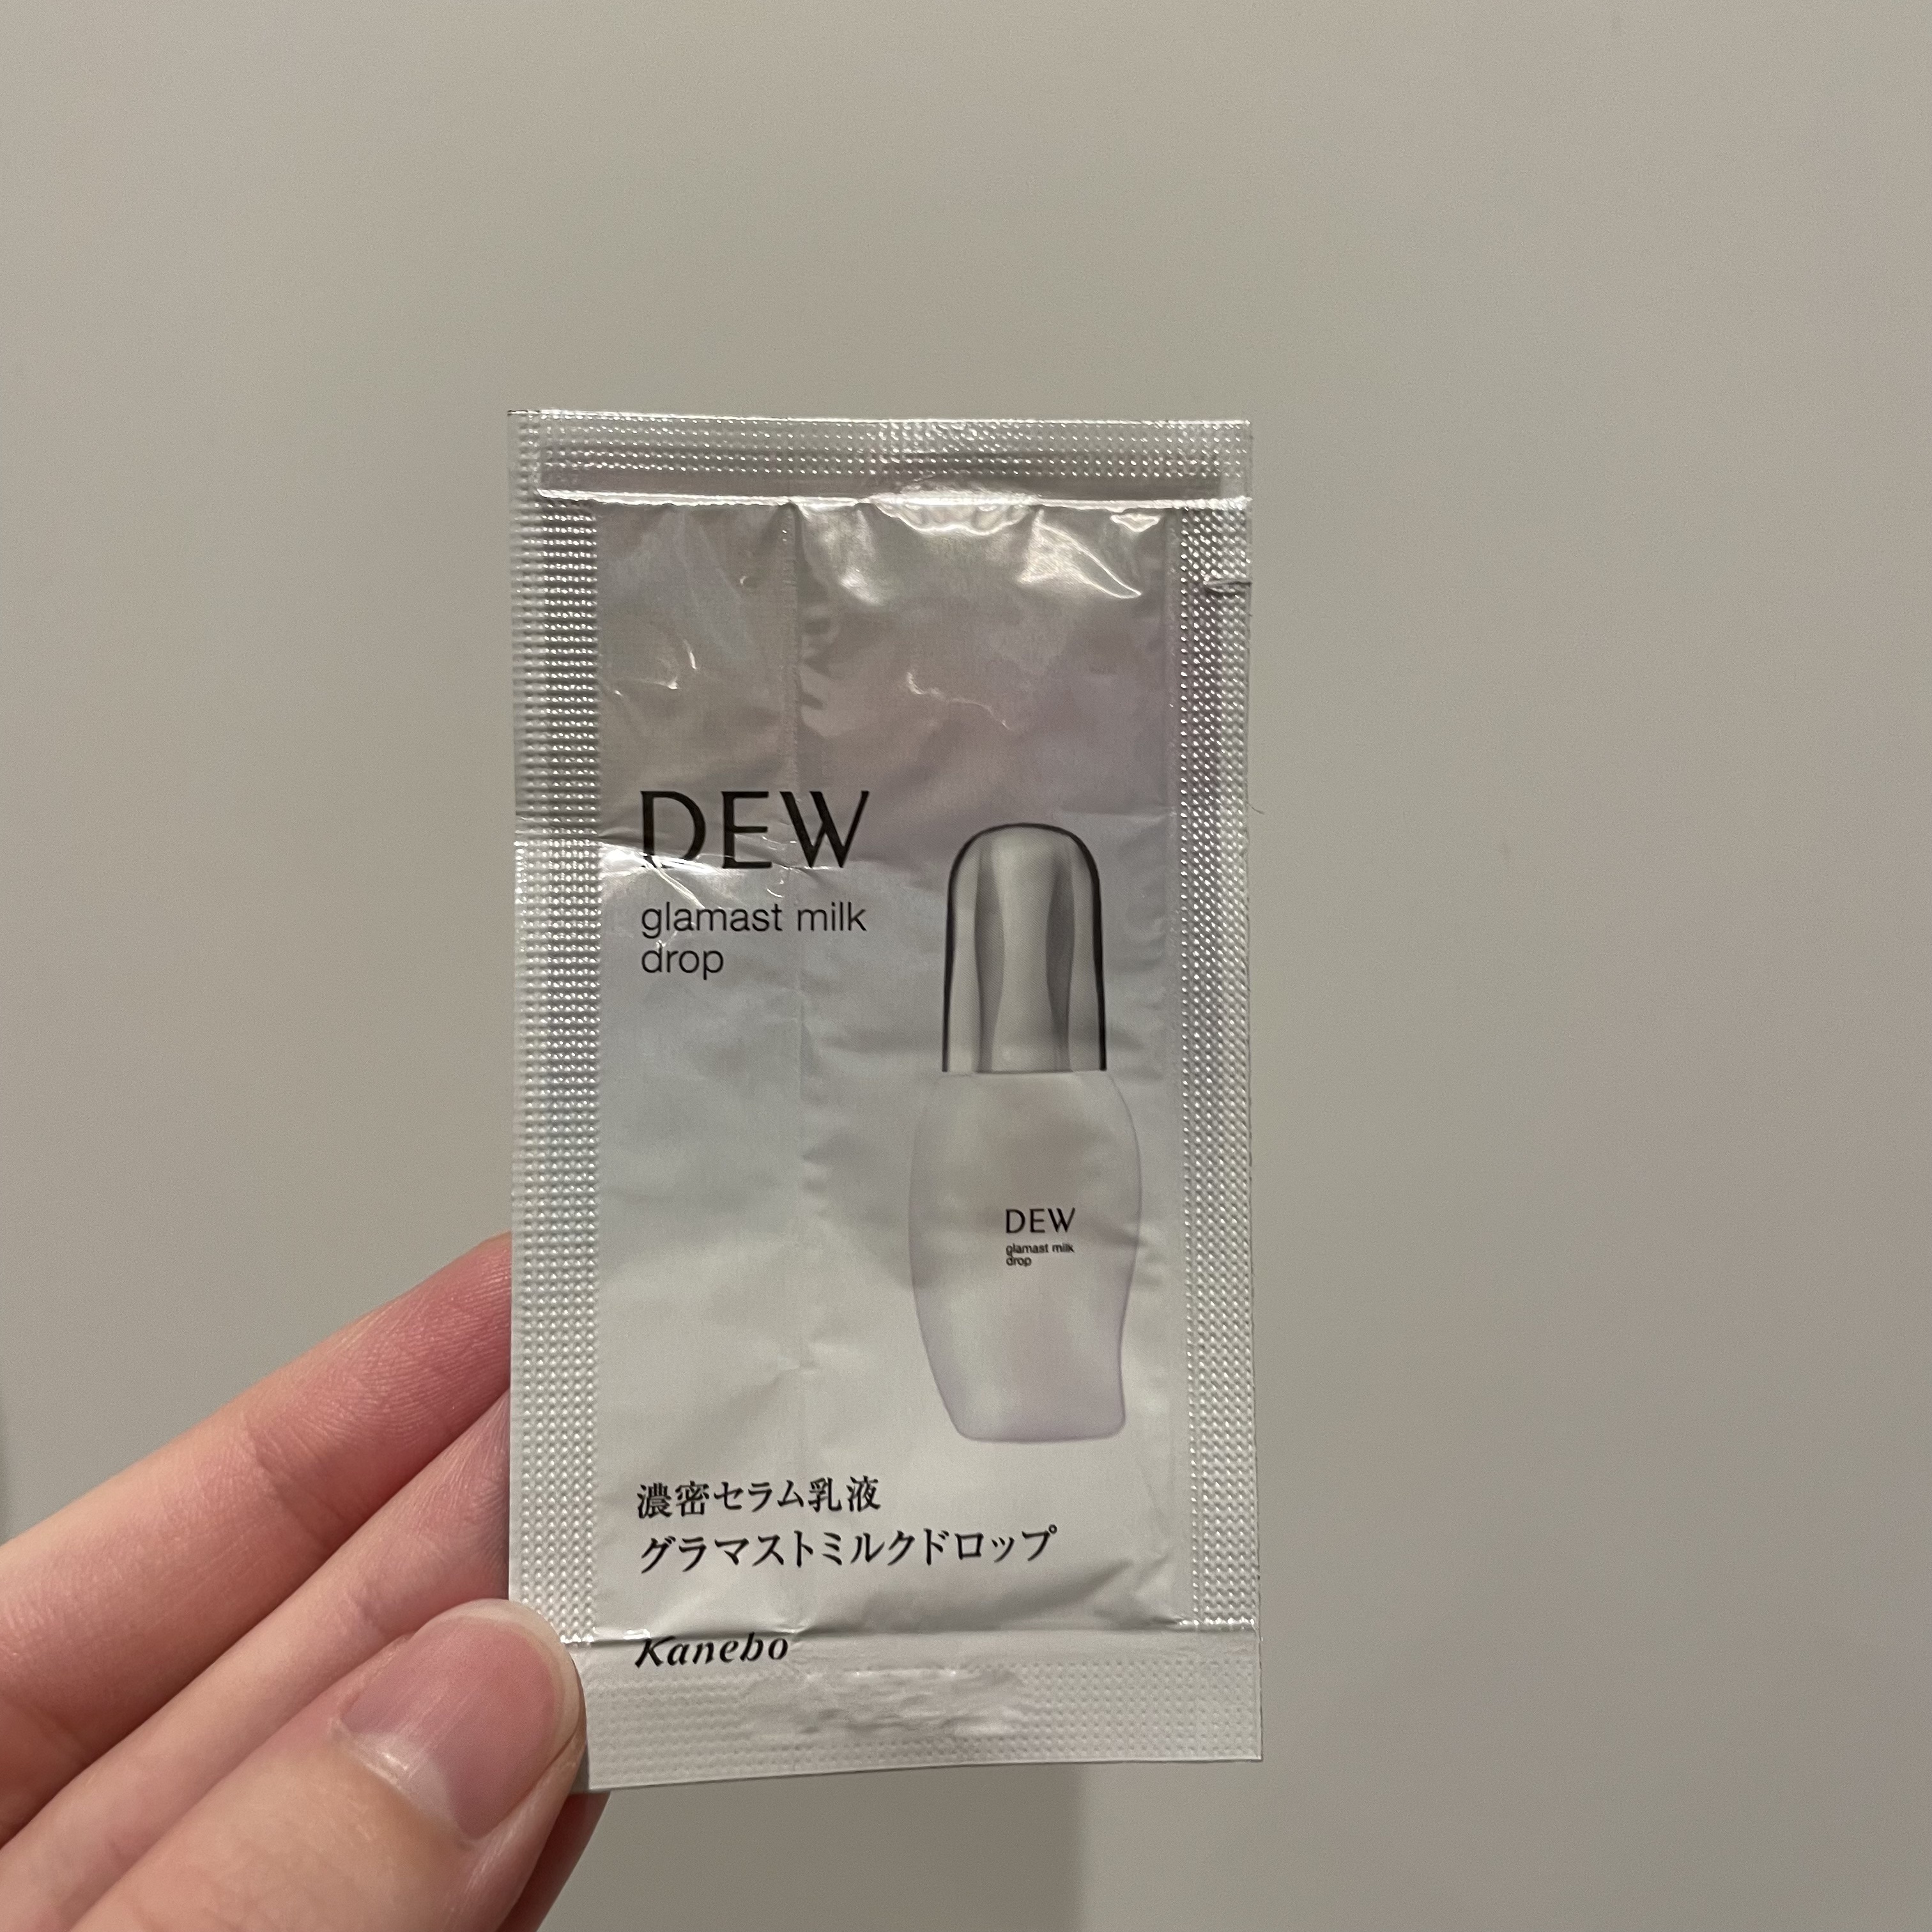 DEW
glamast milk
drop
DEW
glamast milk
drop
濃密セラム乳液
グラマストミルクドロップ
Kanebo